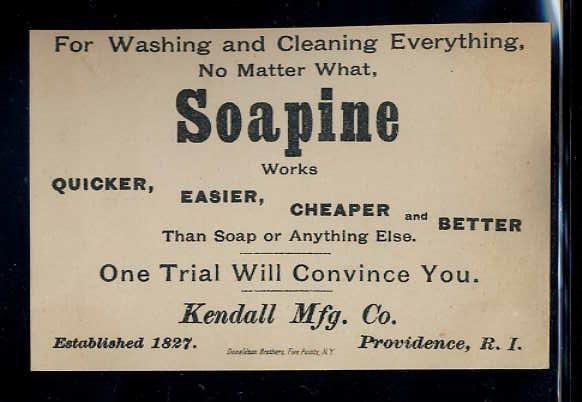 For Washing and Cleaning Everything,
No Matter What,
Soapine
Works
QUICKER,
EASIER,
CHEAPER and BETTER
Than Soap or Anything Else.
One Trial Will Convince You.
Kendall Mfg. Co.
Established 1827. Providence, R. I.
Donaldson Brothers, Five Points, N.Y.